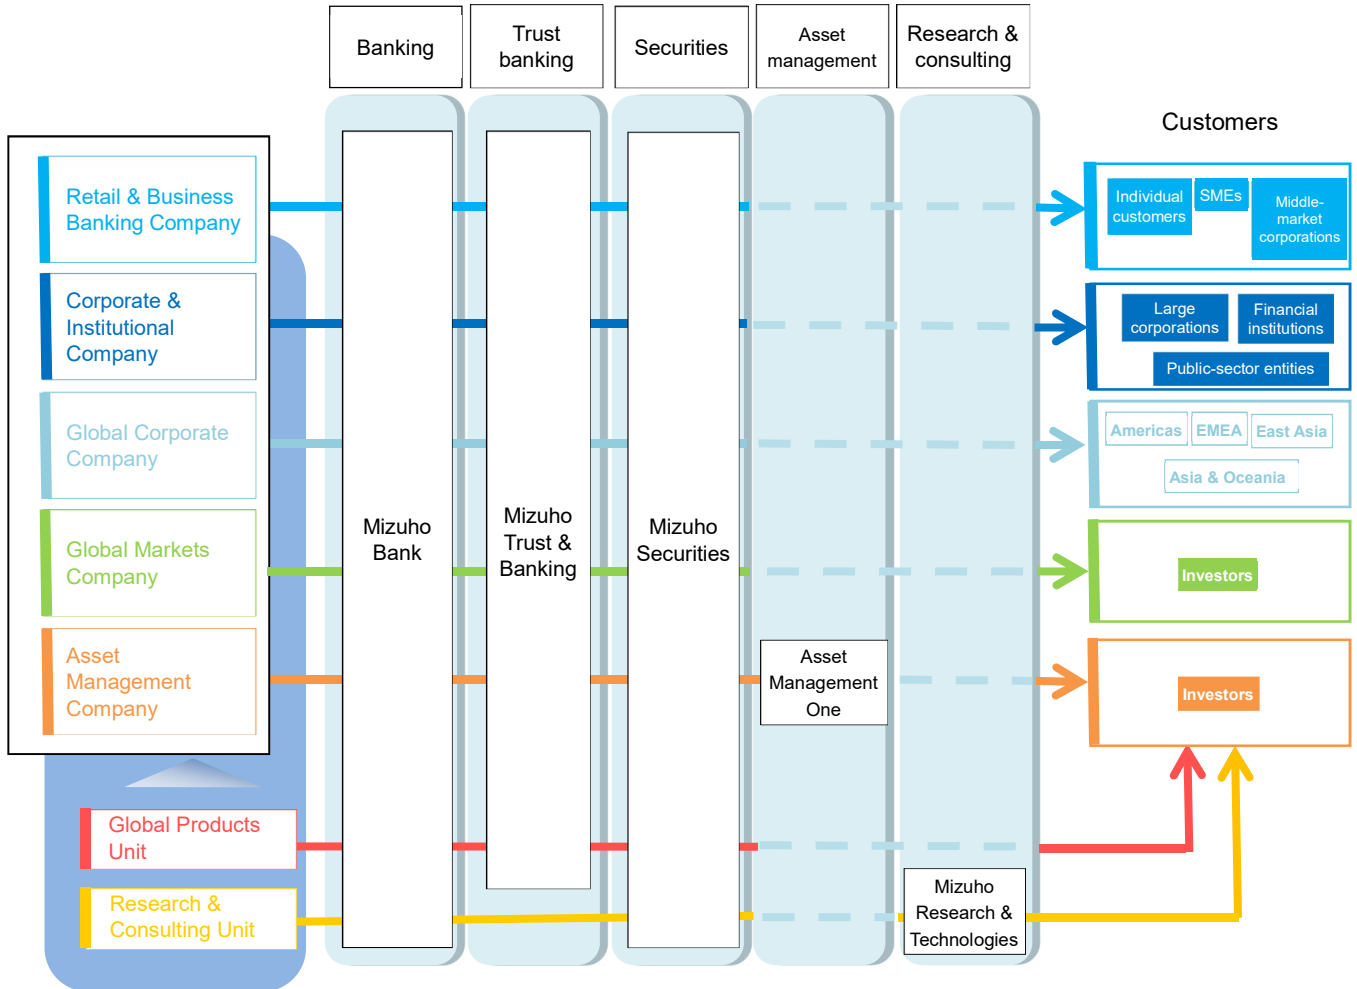 Banking
Trust
banking
Securities
Asset
management
Research &
consulting
Customers
Retail & Business
Banking Company
Individual
customers
SMEs
Middle-
market
corporations
Corporate &
Institutional
Company
Large
corporations
Financial
institutions
Public-sector entities
Global Corporate
Company
Americas
EMEA
East Asia
Asia & Oceania
Mizuho
Bank
Mizuho
Trust &
Banking
Mizuho
Securities
Global Markets
Company
Investors
Asset
Management
Company
Asset
Management
One
Investors
Global Products
Unit
Research &
Consulting Unit
Mizuho
Research &
Technologies